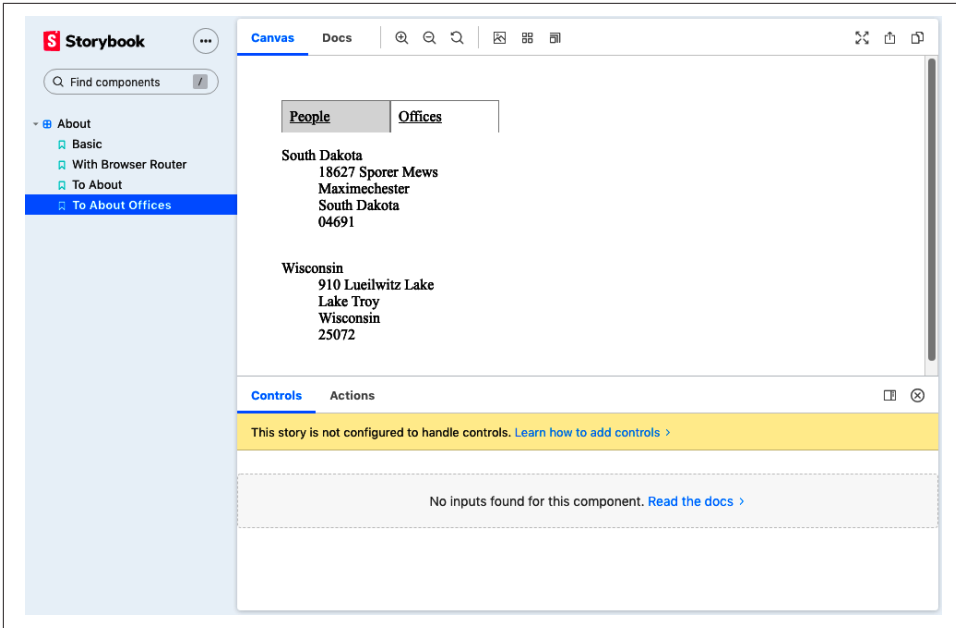 Storybook
Find components /
About
Basic
With Browser Router
To About
To About Offices
Canvas Docs
People Offices
South Dakota
18627 Sporer Mews
Maximechester
South Dakota
04691
Wisconsin
910 Lueilwitz Lake
Lake Troy
Wisconsin
25072
Controls Actions
This story is not configured to handle controls. Learn how to add controls >
No inputs found for this component. Read the docs >